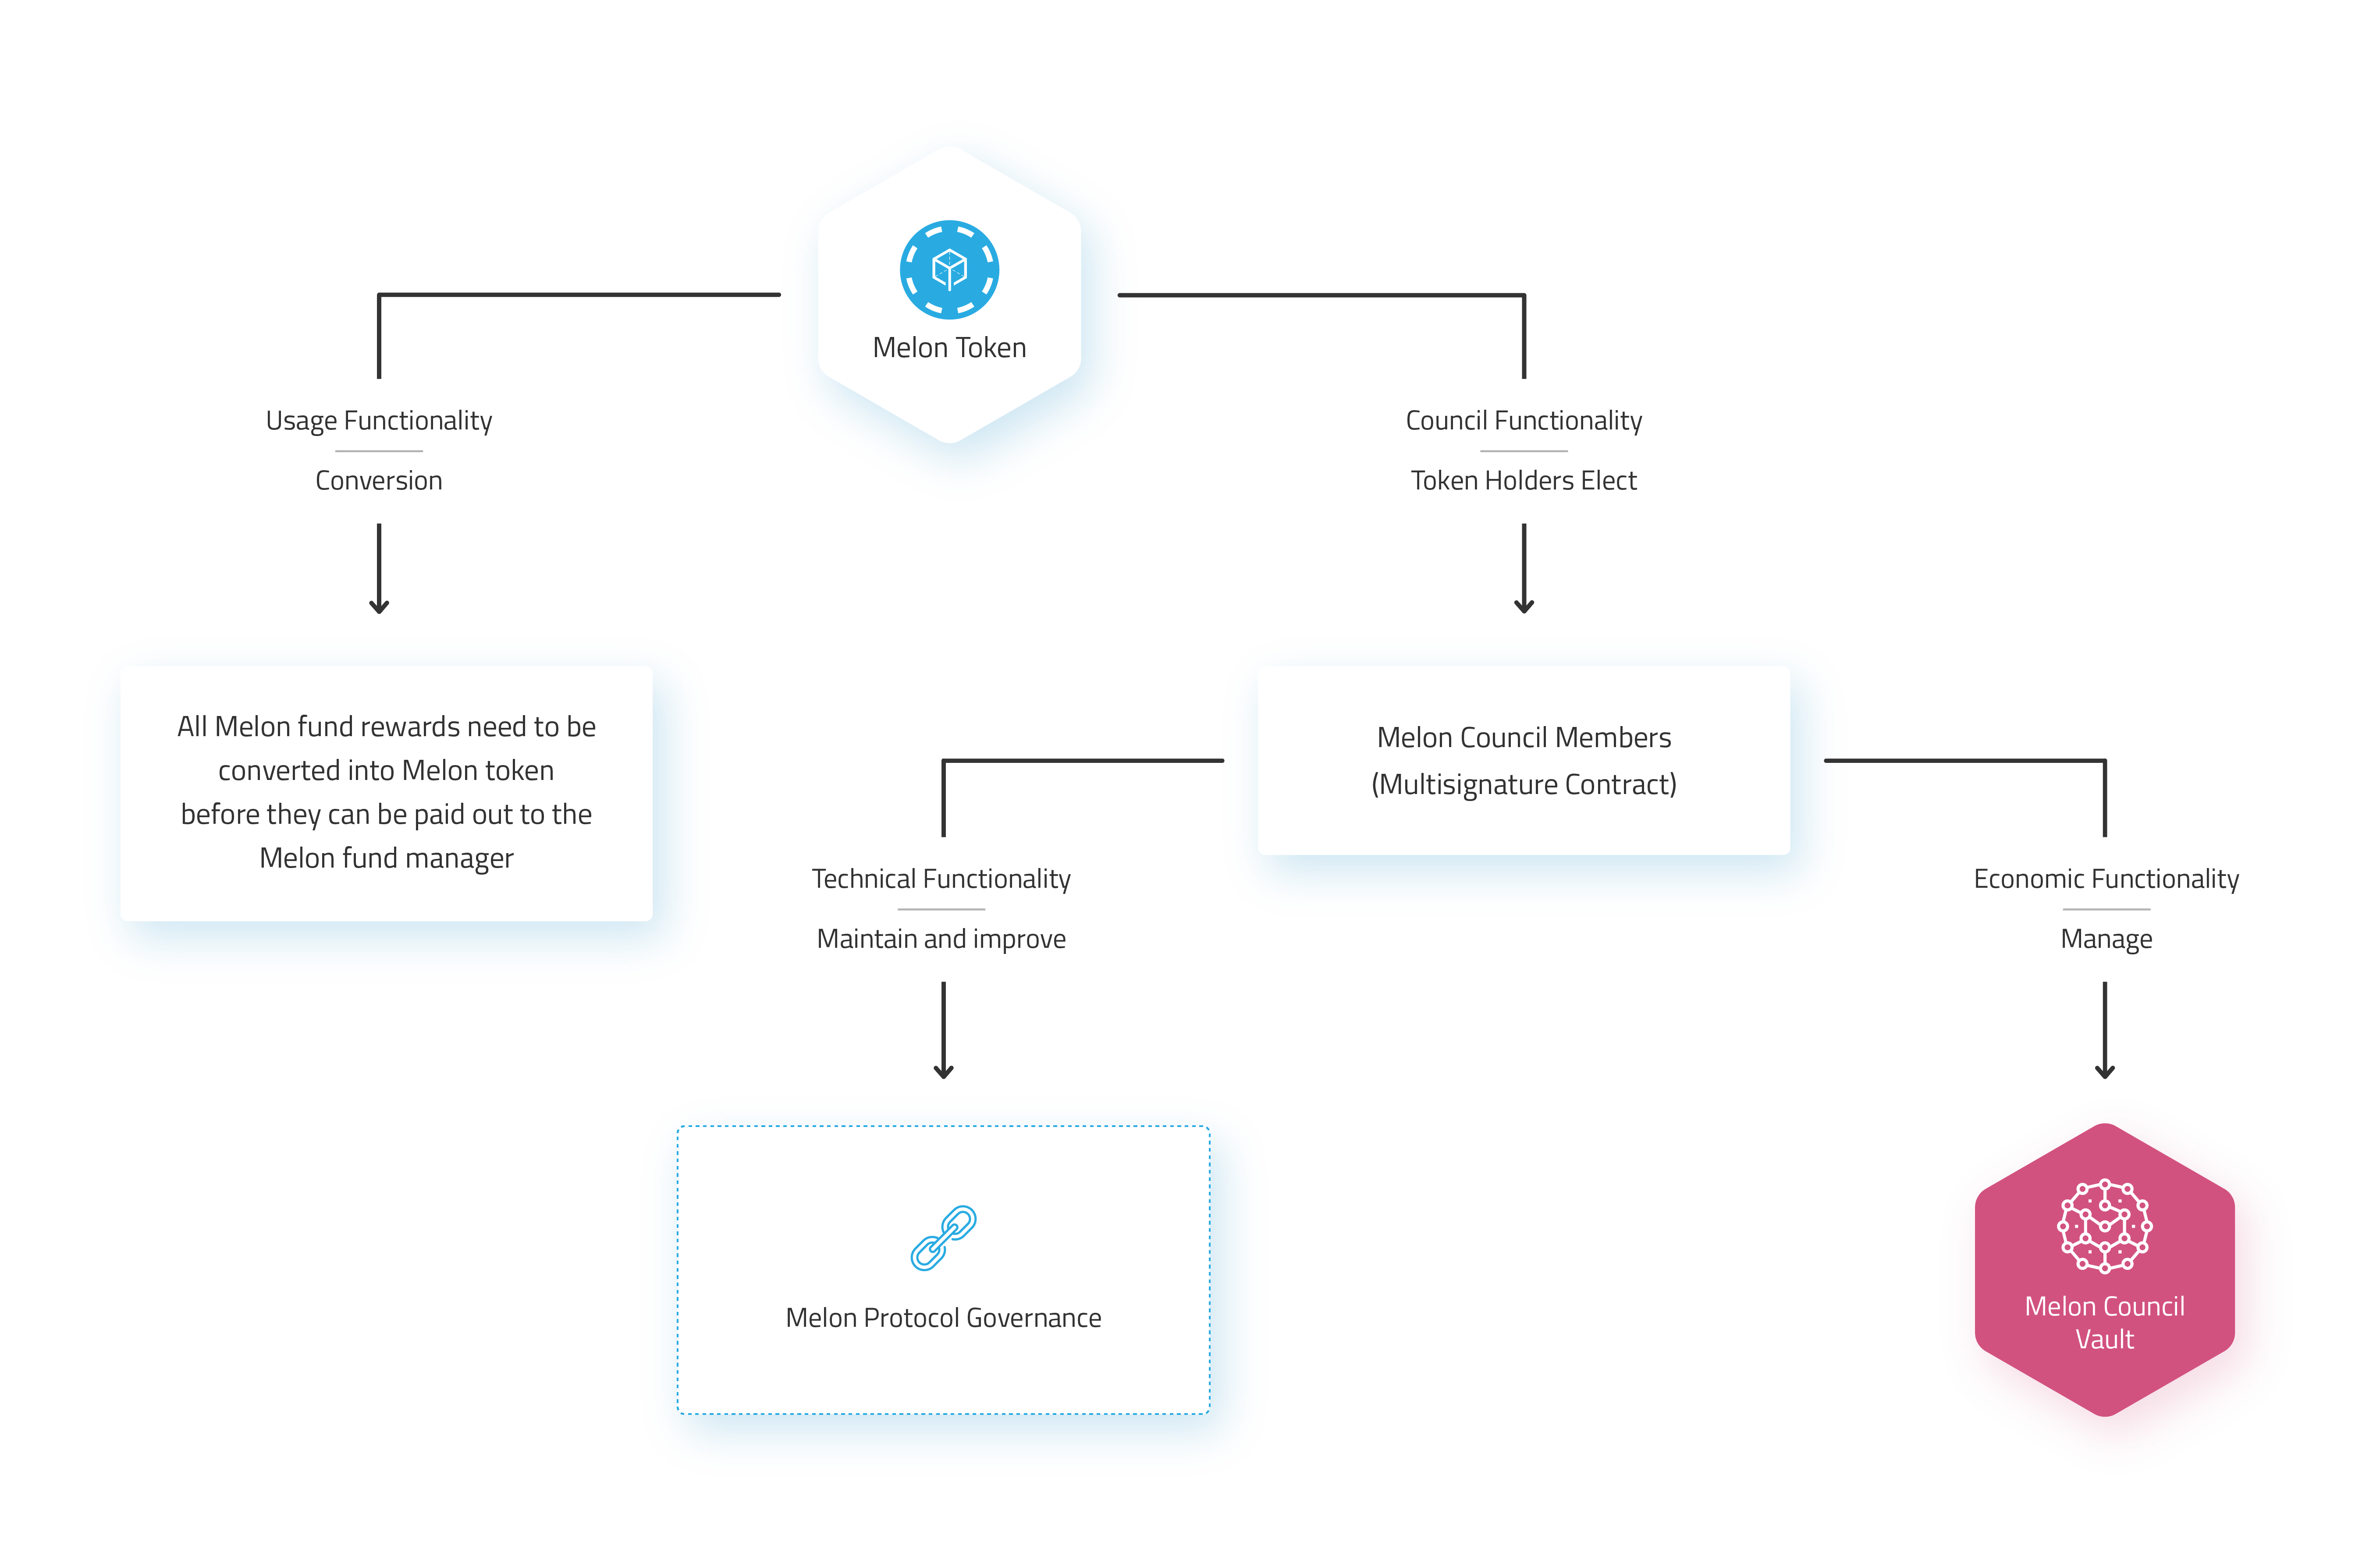 Melon Token
Usage Functionality
Conversion
Council Functionality
Token Holders Elect
All Melon fund rewards need to be
converted into Melon token
before they can be paid out to the
Melon fund manager
Melon Council Members
(Multisignature Contract)
Technical Functionality
Maintain and improve
Economic Functionality
Manage
Melon Protocol Governance
Melon Council
Vault